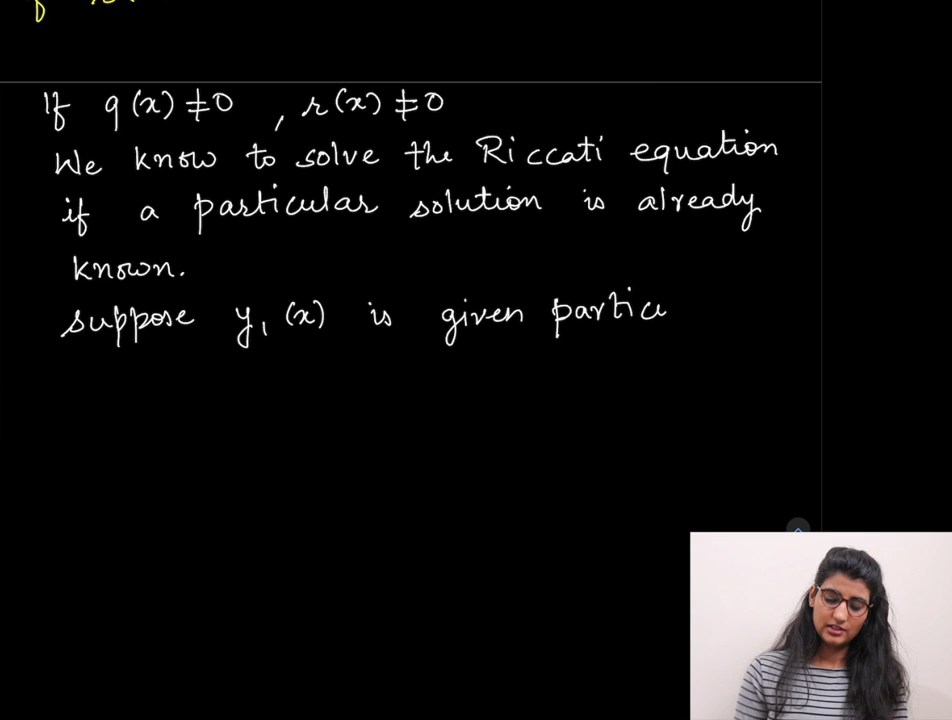 If q(x) ≠ 0 , r(x) ≠ 0
We know to solve the Riccati equation
if a particular solution is already
known.
suppose y₁(x) is given particu